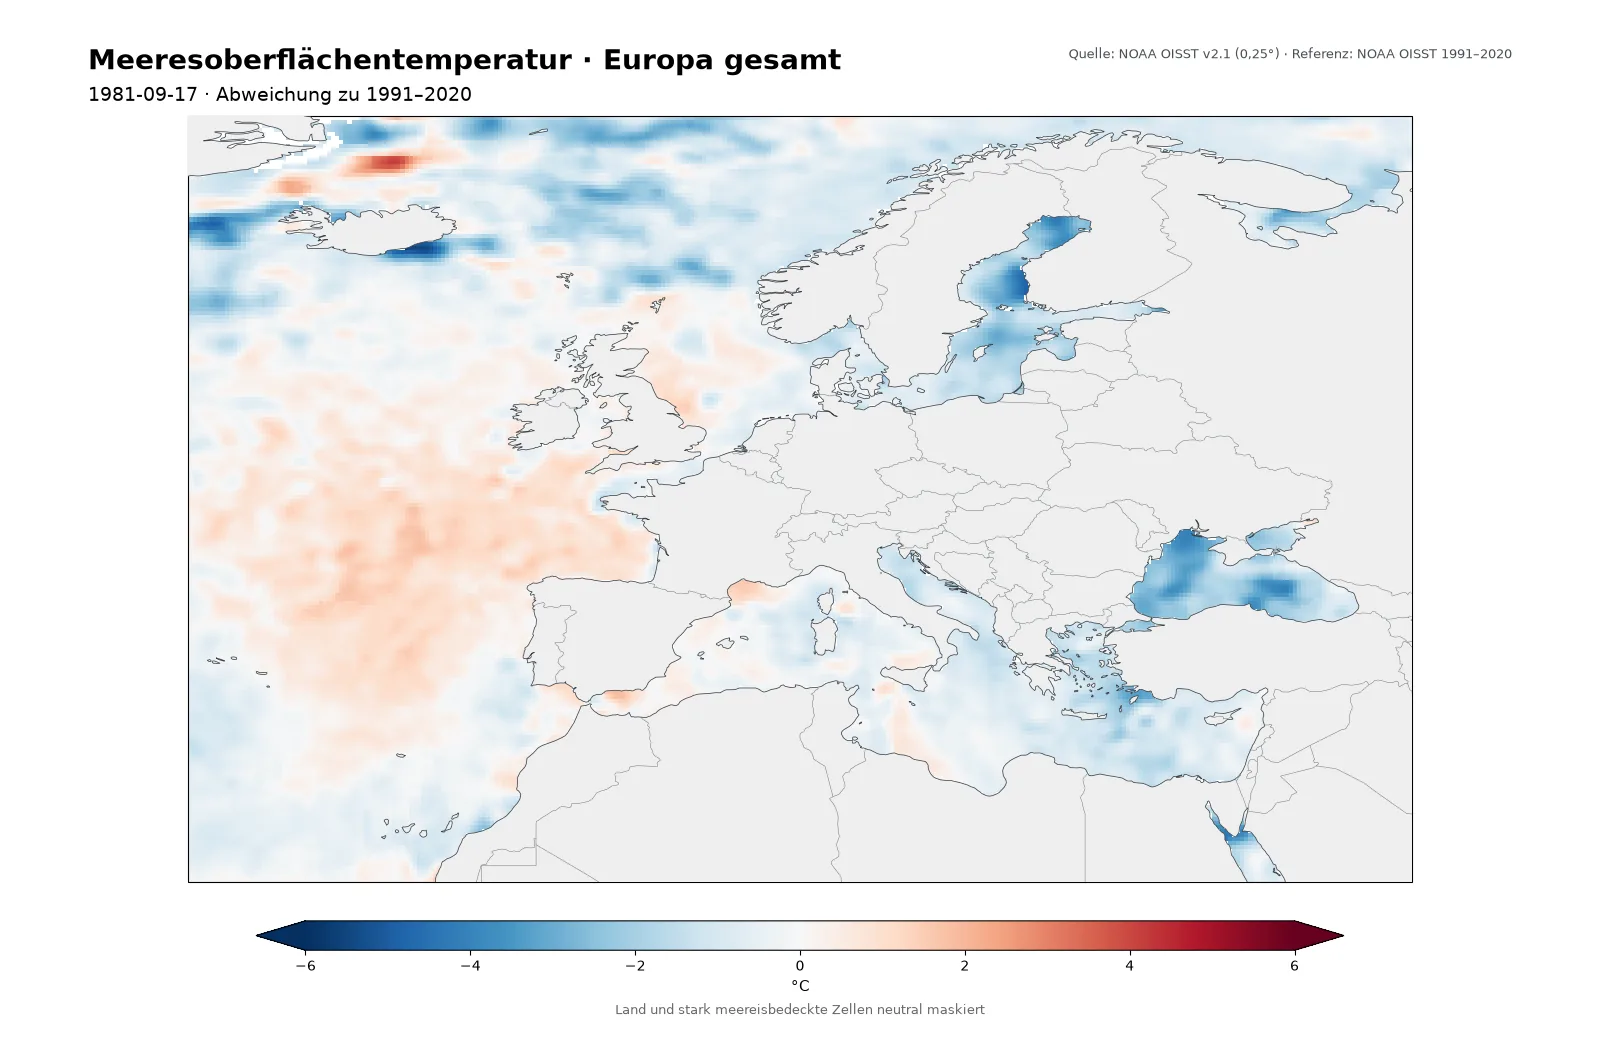 Meeresoberflächentemperatur · Europa gesamt
Quelle: NOAA OISST v2.1 (0,25°) · Referenz: NOAA OISST 1991–2020
1981-09-17 · Abweichung zu 1991–2020
−6 −4 −2 0 2 4 6
°C
Land und stark meereisbedeckte Zellen neutral maskiert